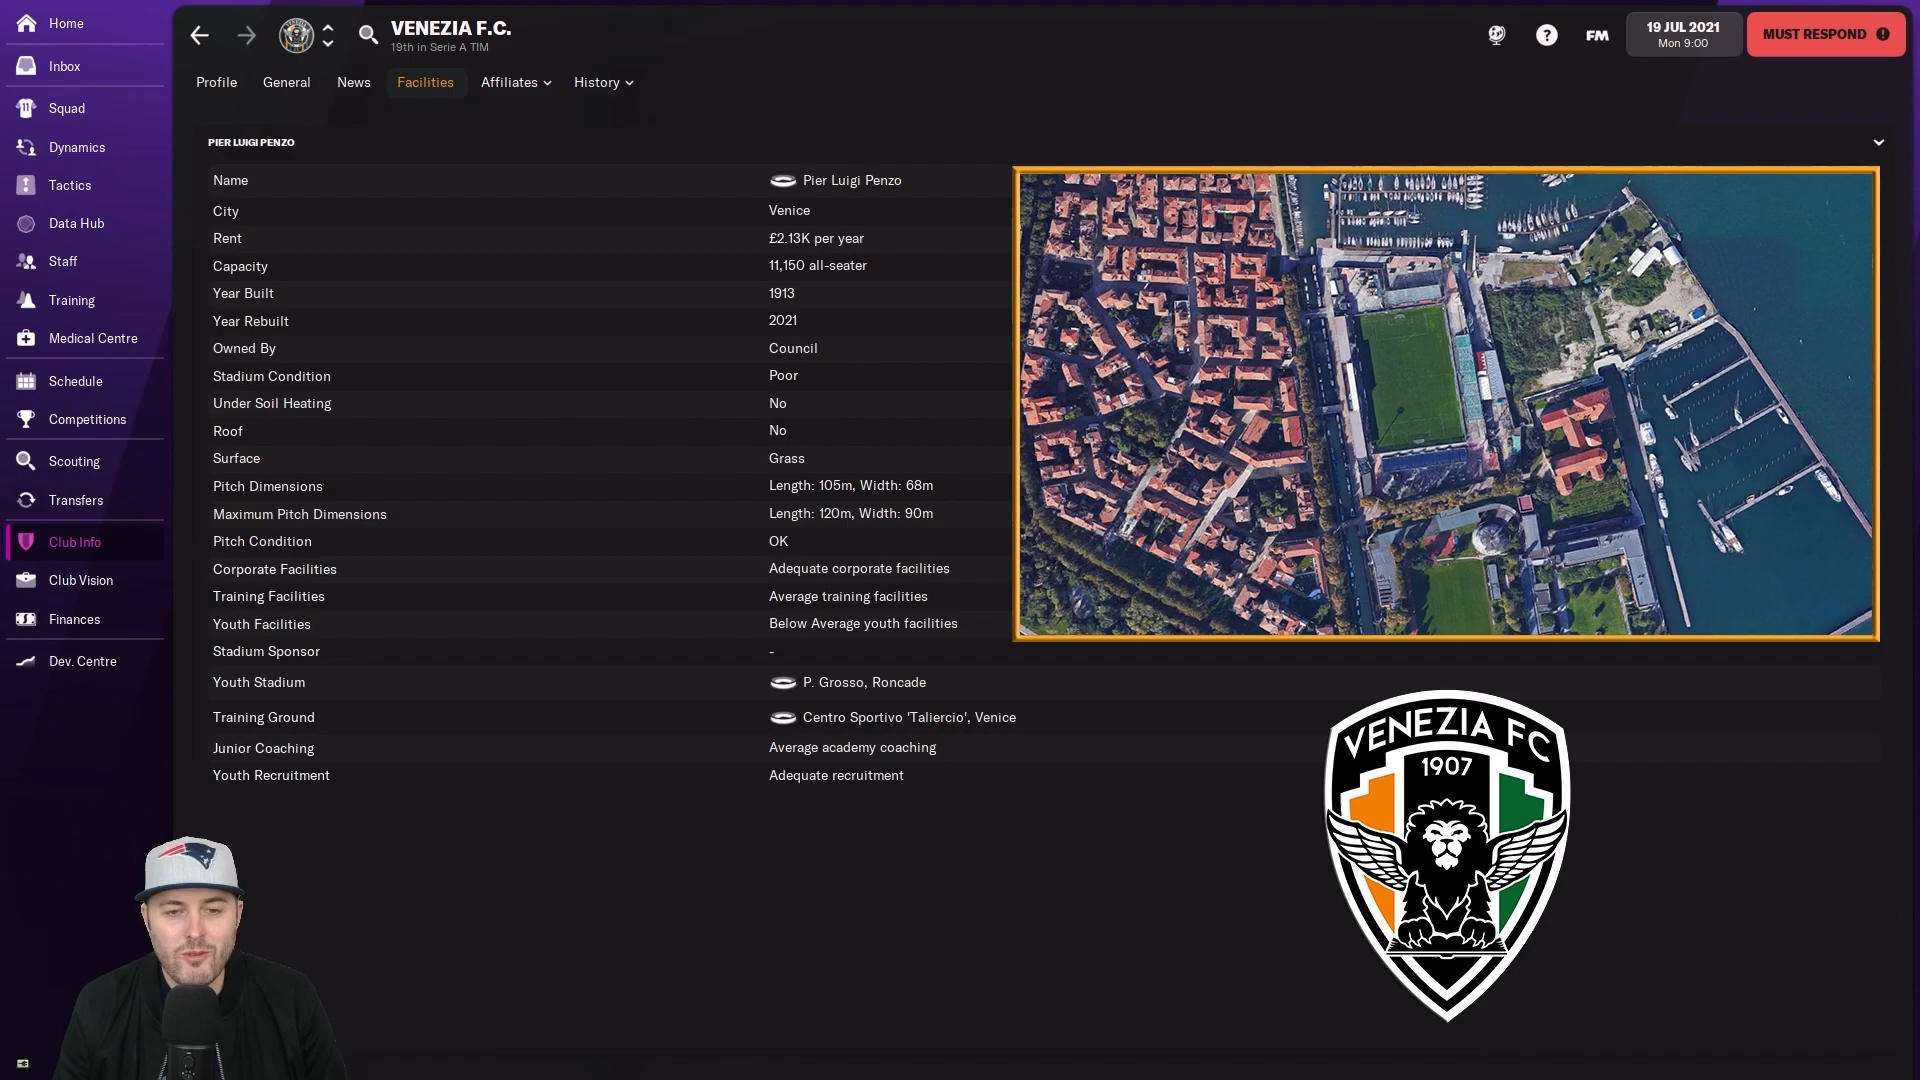 Home
Inbox
Squad
Dynamics
Tactics
Data Hub
Staff
Training
Medical Centre
Schedule
Competitions
Scouting
Transfers
Club Info
Club Vision
Finances
Dev. Centre
VENEZIA F.C.
19th in Serie A TIM
FM
19 JUL 2021
Mon 9:00
MUST RESPOND
Profile General News Facilities Affiliates History
PIER LUIGI PENZO
Name Pier Luigi Penzo
City Venice
Rent £2.13K per year
Capacity 11,150 all-seater
Year Built 1913
Year Rebuilt 2021
Owned By Council
Stadium Condition Poor
Under Soil Heating No
Roof No
Surface Grass
Pitch Dimensions Length: 105m, Width: 68m
Maximum Pitch Dimensions Length: 120m, Width: 90m
Pitch Condition OK
Corporate Facilities Adequate corporate facilities
Training Facilities Average training facilities
Youth Facilities Below Average youth facilities
Stadium Sponsor -
Youth Stadium P. Grosso, Roncade
Training Ground Centro Sportivo 'Taliercio', Venice
Junior Coaching Average academy coaching
Youth Recruitment Adequate recruitment
VENEZIA FC
1907